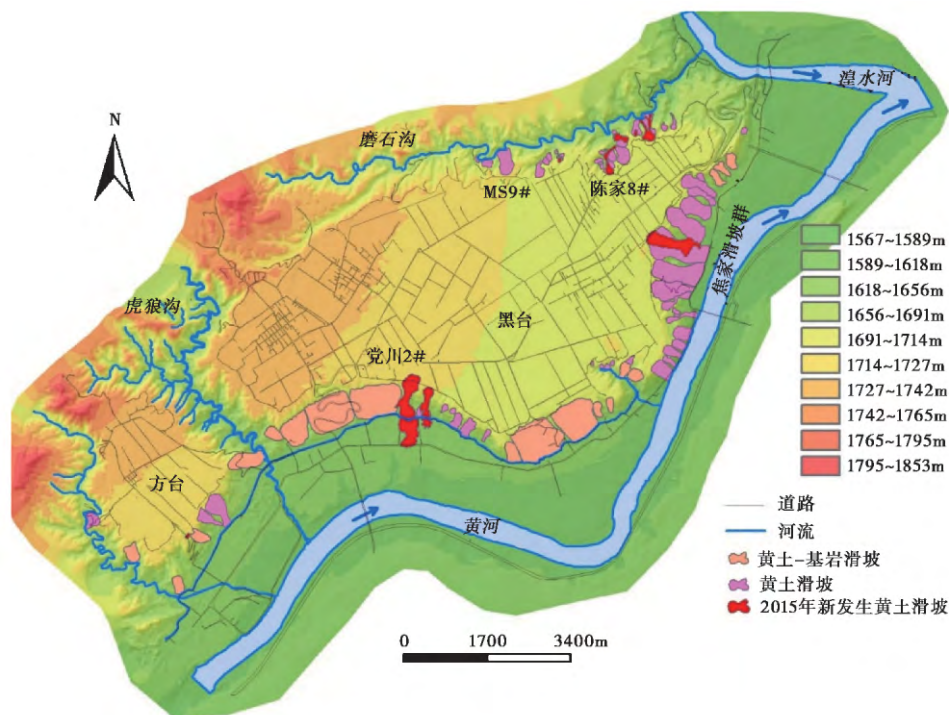 N
湟水河
磨石沟
MS9#
陈家8#
焦家滑坡群
虎狼沟
黑台
党川2#
方台
黄河
1567~1589m
1589~1618m
1618~1656m
1656~1691m
1691~1714m
1714~1727m
1727~1742m
1742~1765m
1765~1795m
1795~1853m
道路
河流
黄土-基岩滑坡
黄土滑坡
2015年新发生黄土滑坡
0 1700 3400m